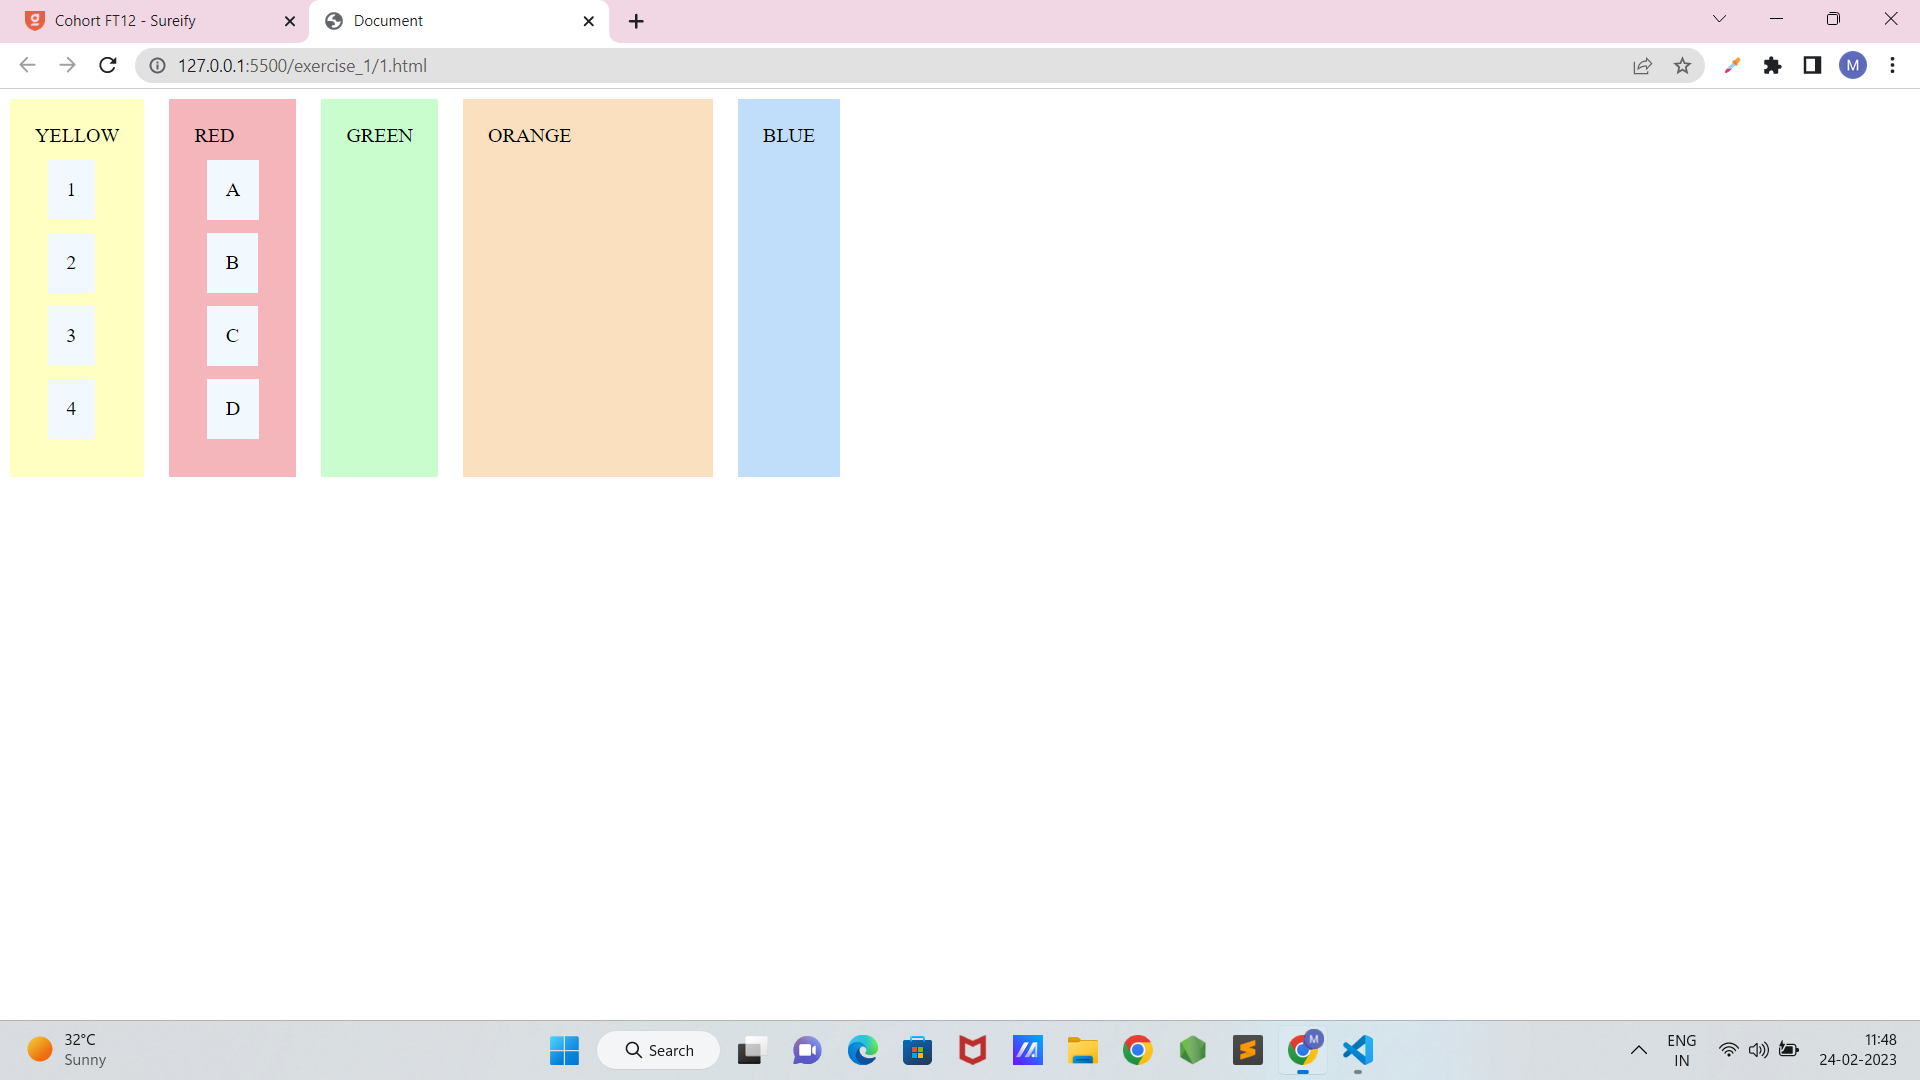 Cohort FT12 - Sureify
Document
127.0.0.1:5500/exercise_1/1.html
M
YELLOW RED GREEN ORANGE BLUE
1 A
2 B
3 C
4 D
32°C
Sunny
Search
M
ENG
IN
11:48
24-02-2023